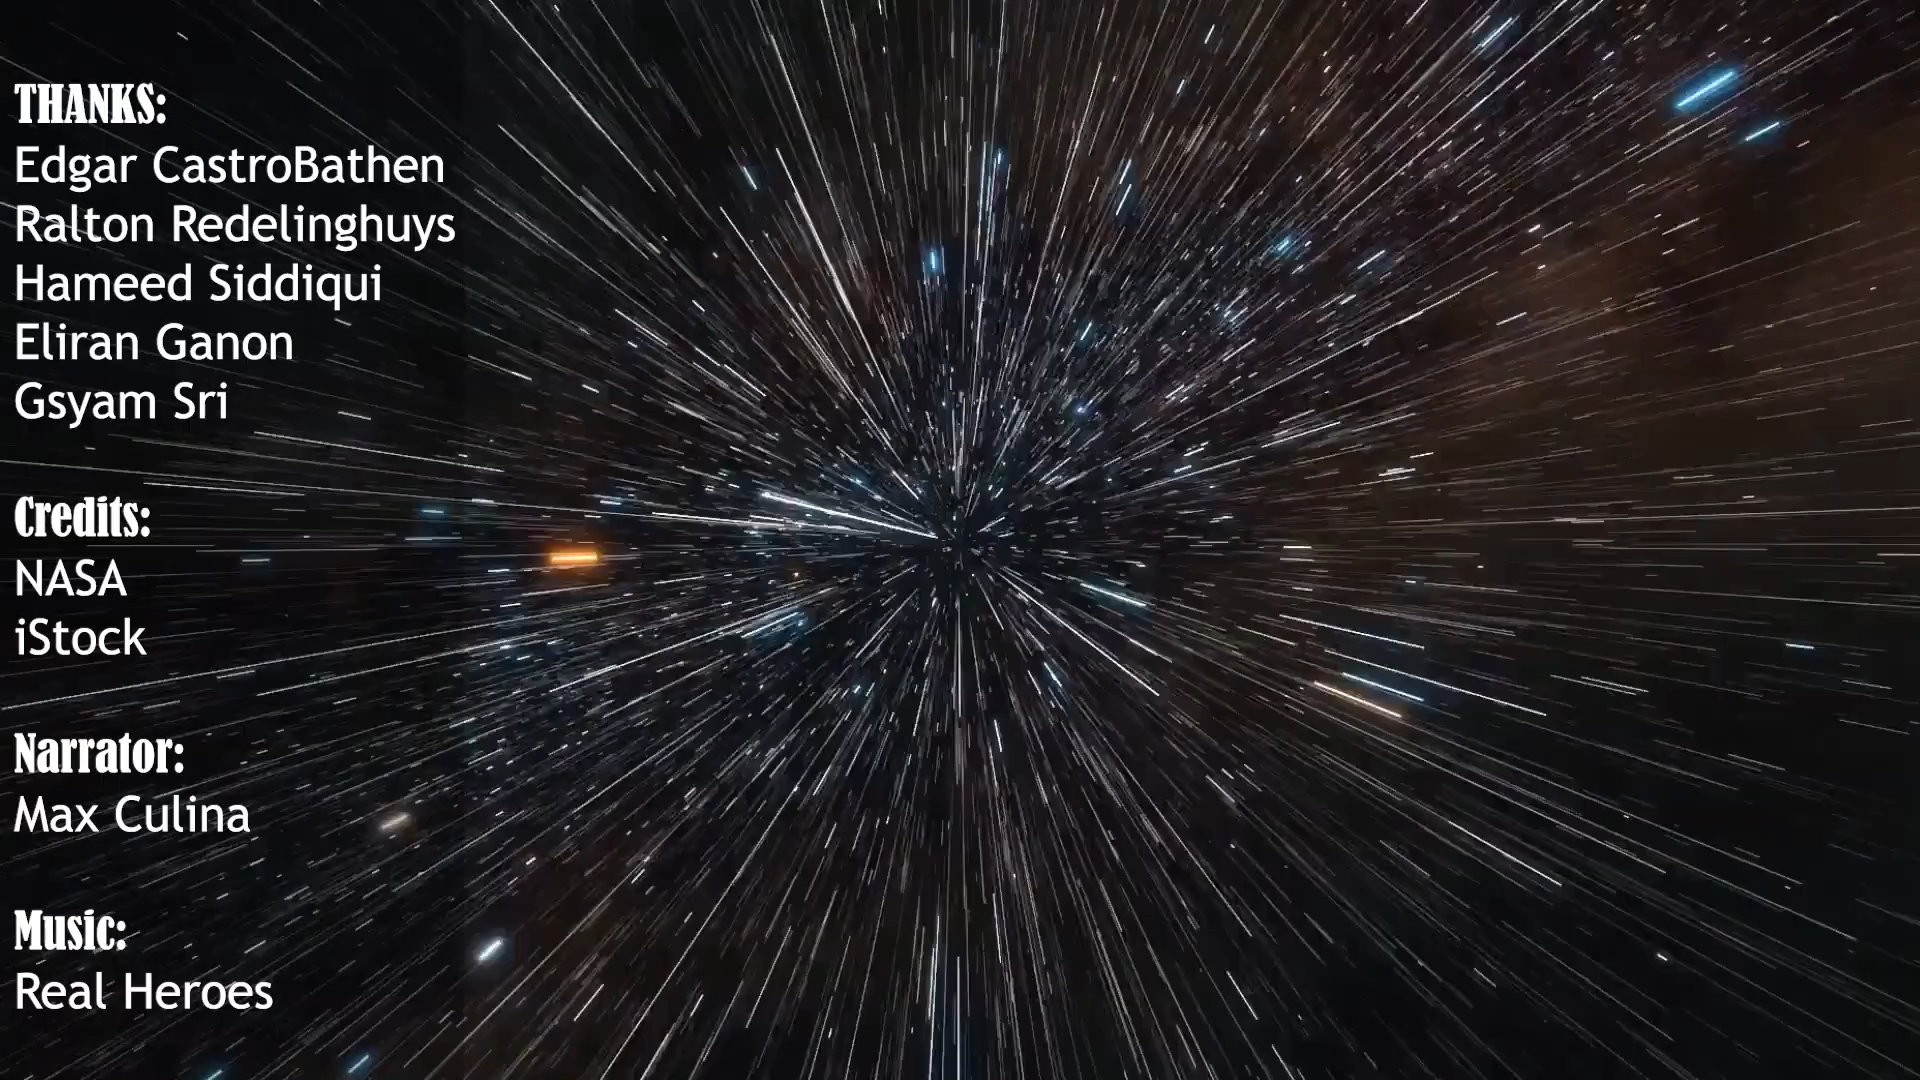 THANKS:
Edgar CastroBathen
Ralton Redelinghuys
Hameed Siddiqui
Eliran Ganon
Gsyam Sri
Credits:
NASA
iStock
Narrator:
Max Culina
Music:
Real Heroes